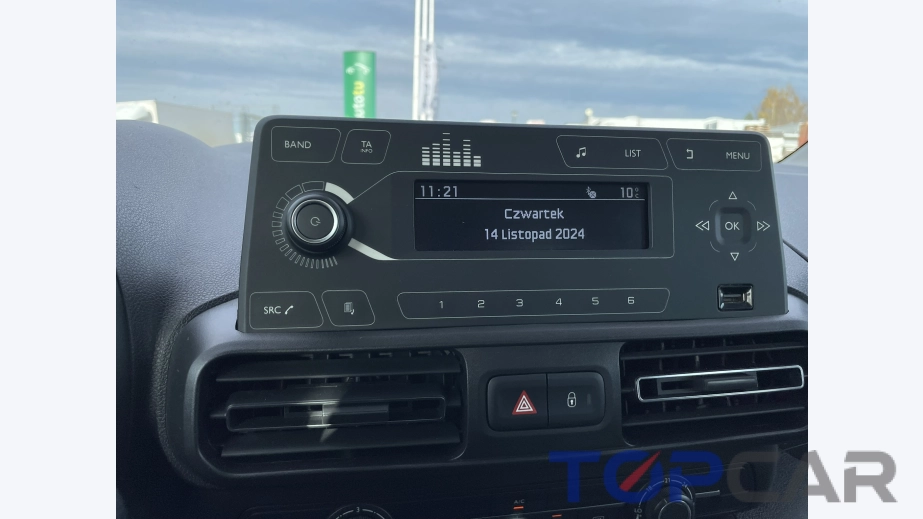 autotu
BAND
TA
INFO
LIST
MENU
11:21
10°C
Czwartek
14 Listopad 2024
OK
SRC
1 2 3 4 5 6
A/C
TOPCAR